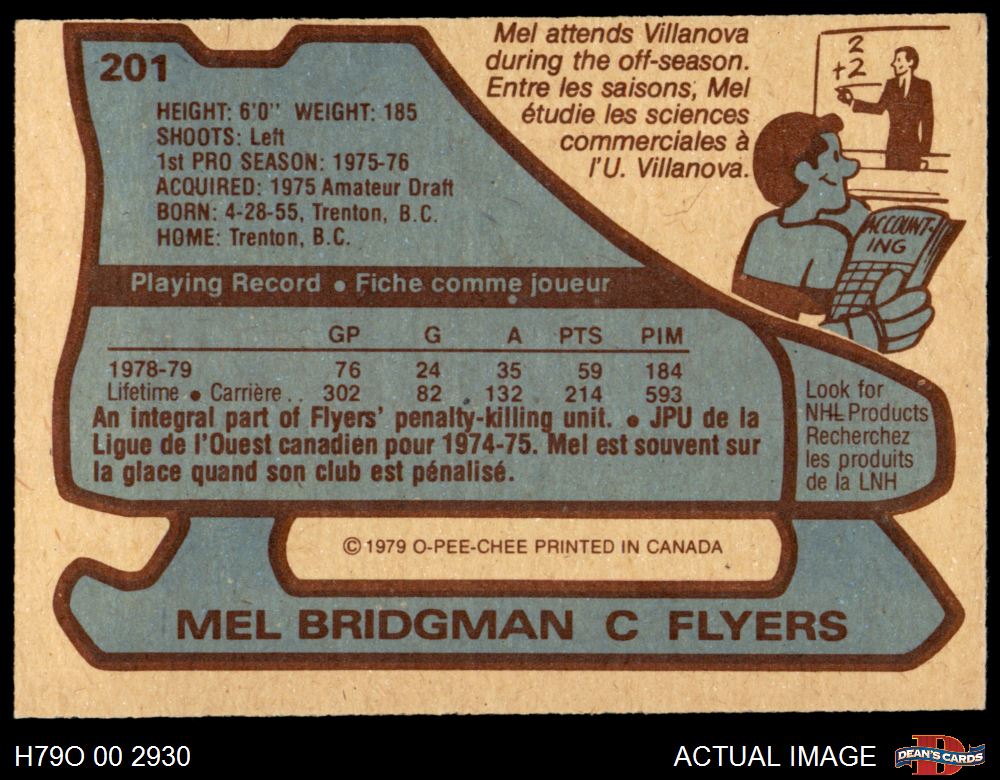 201
HEIGHT: 6'0" WEIGHT: 185
SHOOTS: Left
1st PRO SEASON: 1975-76
ACQUIRED: 1975 Amateur Draft
BORN: 4-28-55, Trenton, B.C.
HOME: Trenton, B.C.
Mel attends Villanova
during the off-season.
Entre les saisons, Mel
étudie les sciences
commerciales à
l'U. Villanova.
2
+2
ACCOUNT-
ING
Playing Record • Fiche comme joueur
GP G A PTS PIM
1978-79 76 24 35 59 184
Lifetime • Carrière . . 302 82 132 214 593
An integral part of Flyers' penalty-killing unit. • JPU de la
Ligue de l'Ouest canadien pour 1974-75. Mel est souvent sur
la glace quand son club est pénalisé.
Look for
NHL Products
Recherchez
les produits
de la LNH
© 1979 O-PEE-CHEE PRINTED IN CANADA
MEL BRIDGMAN C FLYERS
H79O 00 2930
ACTUAL IMAGE
DEAN'S CARDS